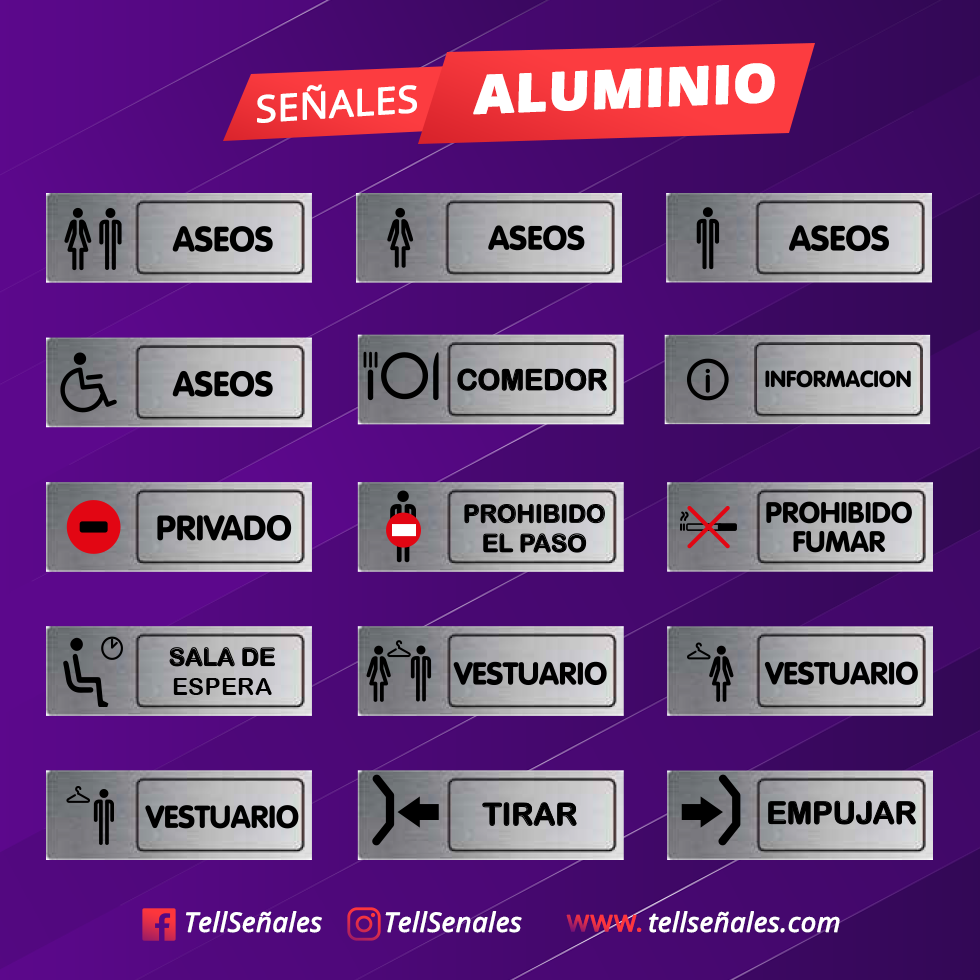 SEÑALES ALUMINIO
ASEOS
ASEOS
ASEOS
ASEOS
COMEDOR
INFORMACION
PRIVADO
PROHIBIDO
EL PASO
PROHIBIDO
FUMAR
SALA DE
ESPERA
VESTUARIO
VESTUARIO
VESTUARIO
TIRAR
EMPUJAR
TellSeñales TellSenales www. tellseñales.com